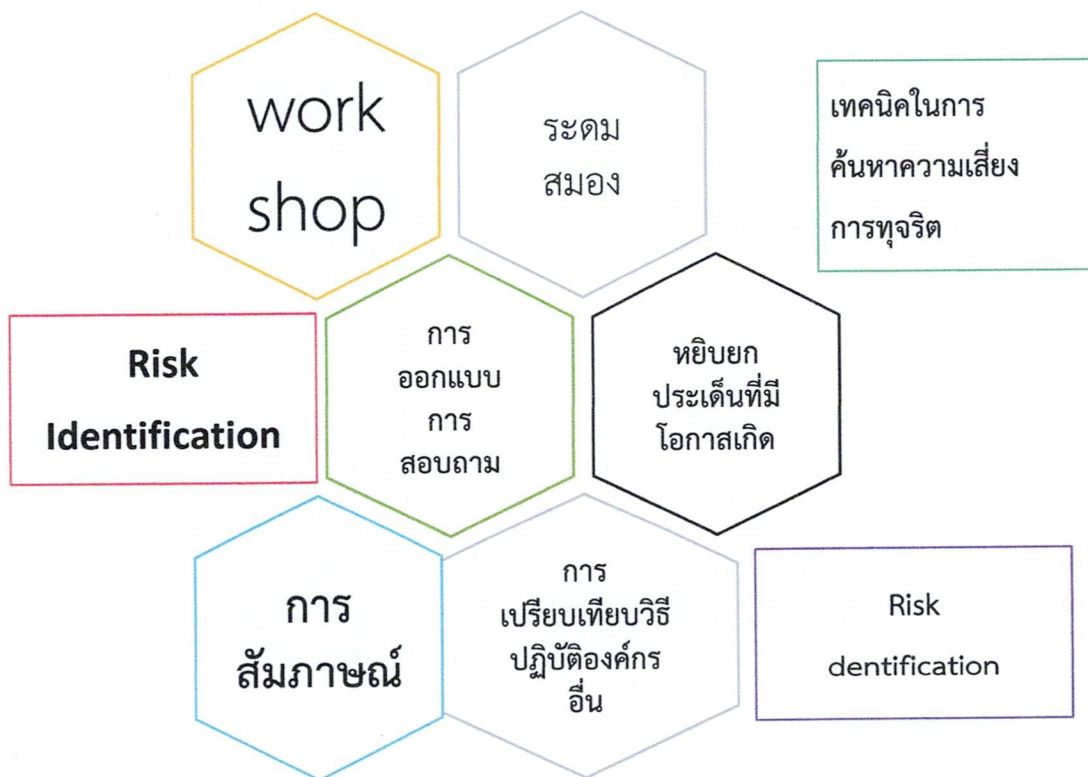 work
shop
ระดม
สมอง
เทคนิคในการ
ค้นหาความเสี่ยง
การทุจริต
Risk
Identification
การ
ออกแบบ
การ
สอบถาม
หยิบยก
ประเด็นที่มี
โอกาสเกิด
การ
สัมภาษณ์
การ
เปรียบเทียบวิธี
ปฏิบัติองค์กร
อื่น
Risk
dentification